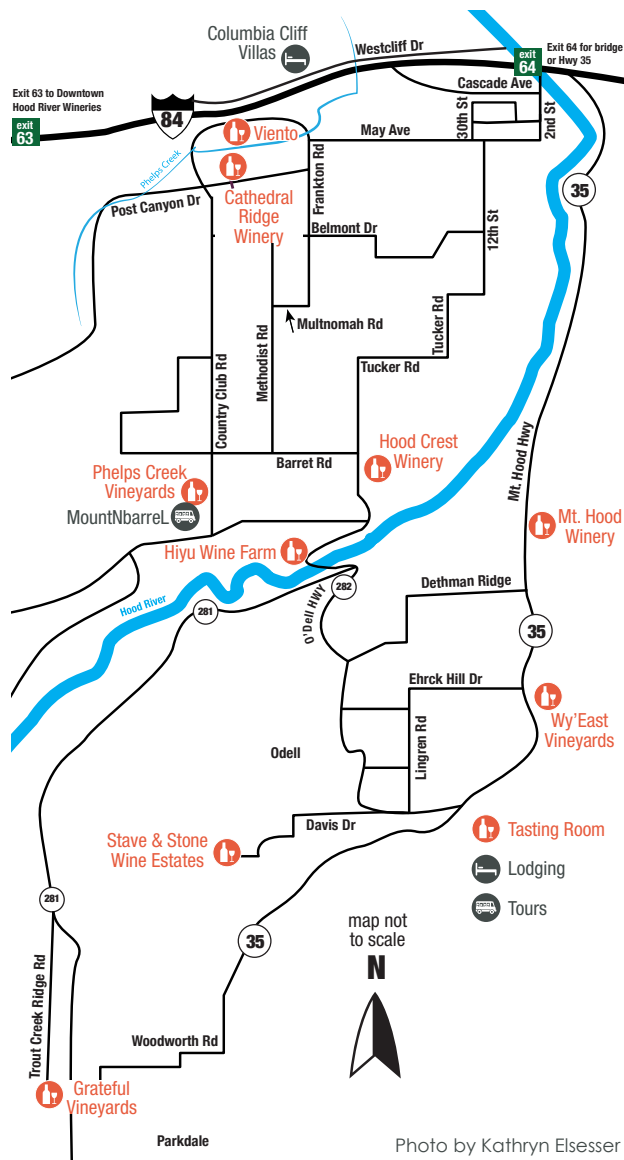 Columbia Cliff
Villas
Westcliff Dr
exit
64
Exit 64 for bridge
or Hwy 35
Cascade Ave
Exit 63 to Downtown
Hood River Wineries
exit
63
84
30th St
2nd St
Viento
May Ave
Phelps Creek
Frankton Rd
35
Cathedral
Ridge
Winery
Post Canyon Dr
Belmont Dr
12th St
Multnomah Rd
Tucker Rd
Methodist Rd
Country Club Rd
Tucker Rd
Mt. Hood Hwy
Hood Crest
Winery
Barret Rd
Phelps Creek
Vineyards
MountNbarreL
Mt. Hood
Winery
Hiyu Wine Farm
Dethman Ridge
282
Hood River
281
O'Dell HWY
35
Ehrck Hill Dr
Wy'East
Vineyards
Lingren Rd
Odell
Davis Dr
Stave & Stone
Wine Estates
Tasting Room
Lodging
Tours
281
35
map not
to scale
N
Trout Creek Ridge Rd
Woodworth Rd
Grateful
Vineyards
Parkdale
Photo by Kathryn Elsesser